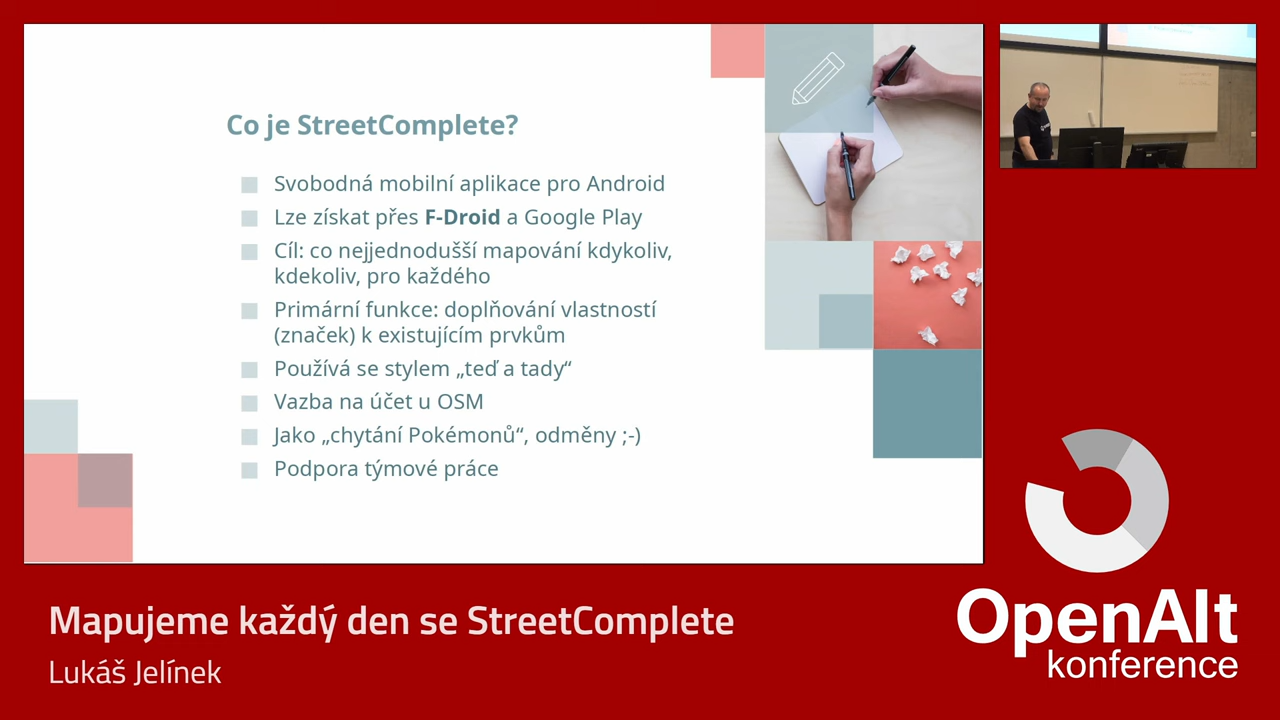 Co je StreetComplete?
Svobodná mobilní aplikace pro Android
Lze získat přes F-Droid a Google Play
Cíl: co nejjednodušší mapování kdykoliv,
kdekoliv, pro každého
Primární funkce: doplňování vlastností
(značek) k existujícím prvkům
Používá se stylem „teď a tady“
Vazba na účet u OSM
Jako „chytání Pokémonů“, odměny ;-)
Podpora týmové práce
Mapujeme každý den se StreetComplete
Lukáš Jelínek
OpenAlt
konference